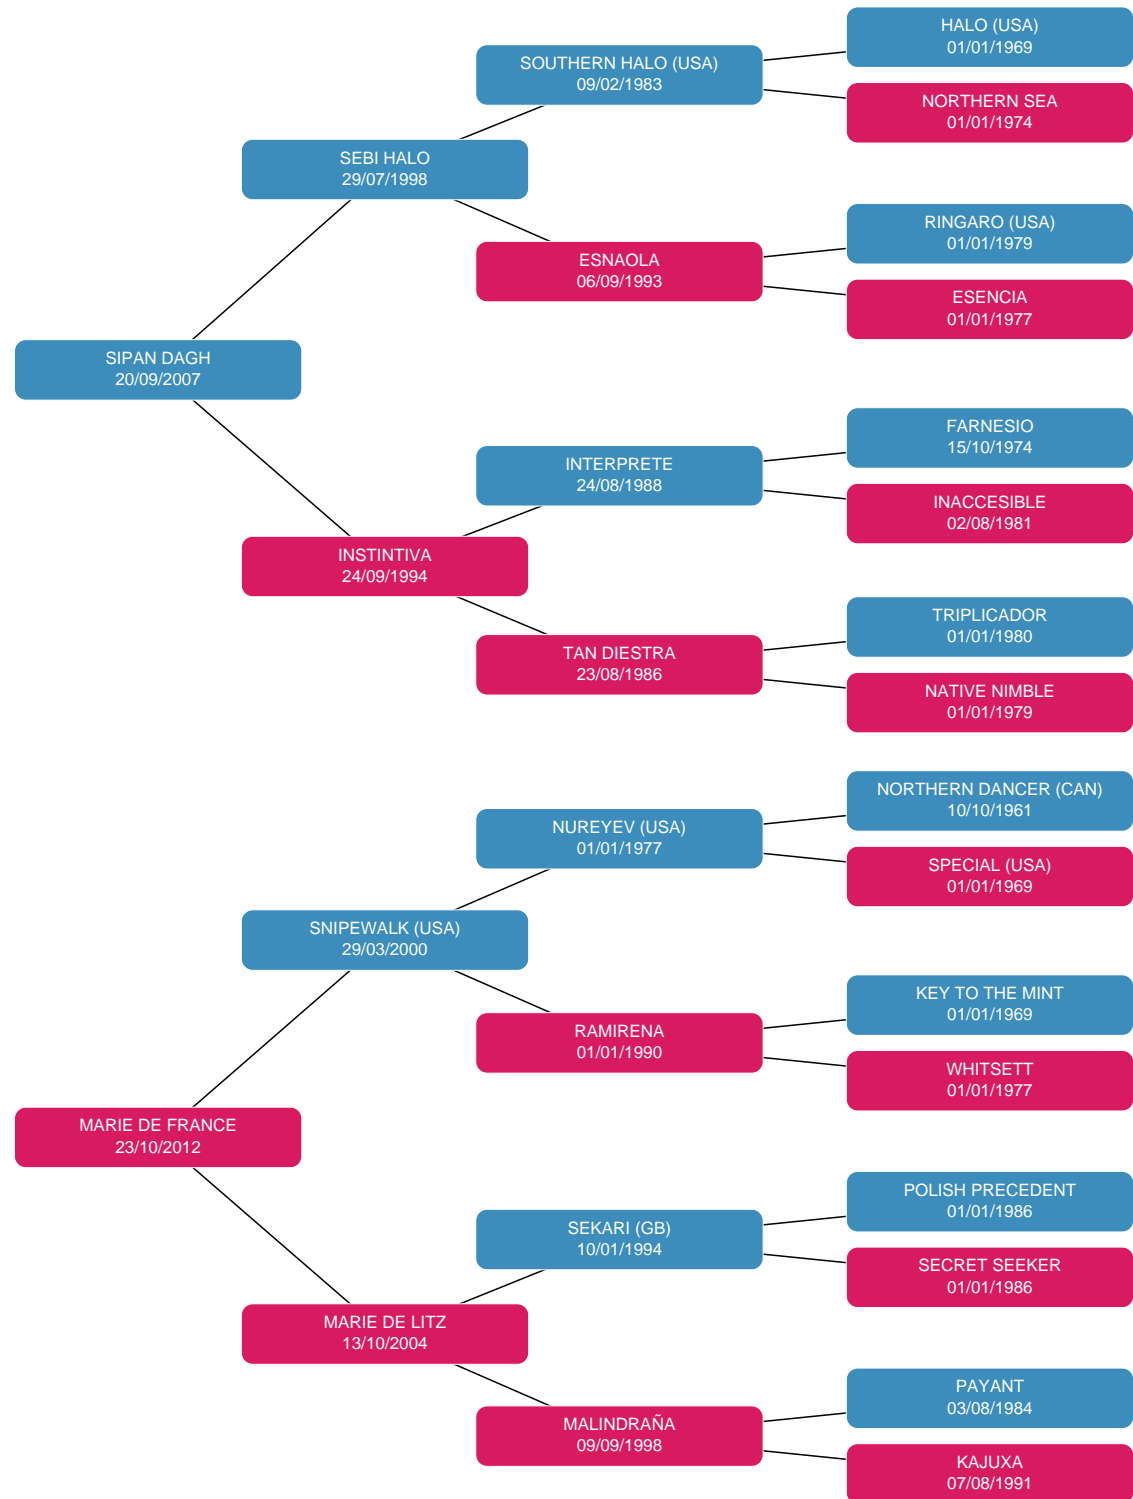 HALO (USA)
01/01/1969
SOUTHERN HALO (USA)
09/02/1983
NORTHERN SEA
01/01/1974
SEBI HALO
29/07/1998
RINGARO (USA)
01/01/1979
ESNAOLA
06/09/1993
ESENCIA
01/01/1977
SIPAN DAGH
20/09/2007
FARNESIO
15/10/1974
INTERPRETE
24/08/1988
INACCESIBLE
02/08/1981
INSTINTIVA
24/09/1994
TRIPLICADOR
01/01/1980
TAN DIESTRA
23/08/1986
NATIVE NIMBLE
01/01/1979
NORTHERN DANCER (CAN)
10/10/1961
NUREYEV (USA)
01/01/1977
SPECIAL (USA)
01/01/1969
SNIPEWALK (USA)
29/03/2000
KEY TO THE MINT
01/01/1969
RAMIRENA
01/01/1990
WHITSETT
01/01/1977
MARIE DE FRANCE
23/10/2012
POLISH PRECEDENT
01/01/1986
SEKARI (GB)
10/01/1994
SECRET SEEKER
01/01/1986
MARIE DE LITZ
13/10/2004
PAYANT
03/08/1984
MALINDRAÑA
09/09/1998
KAJUXA
07/08/1991